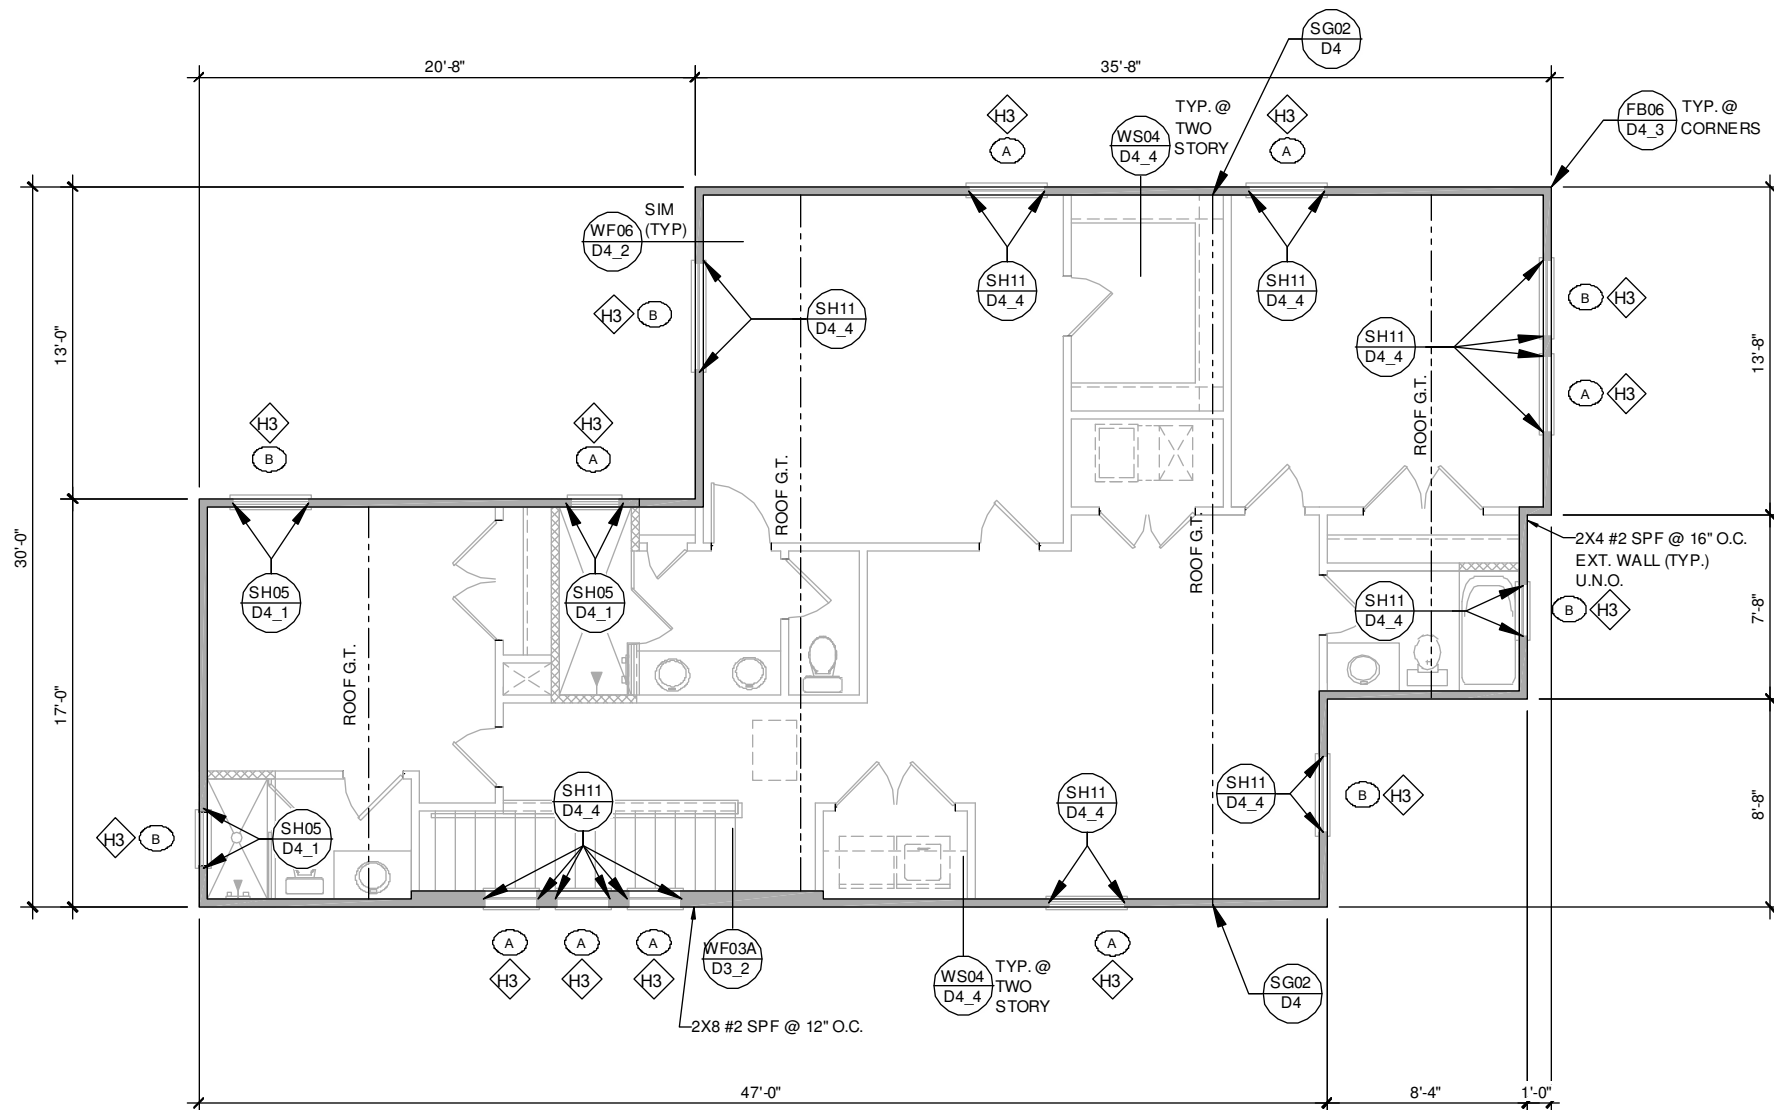 SG02
D4
20'-8"
35'-8"
H3
A
TYP. @
TWO
STORY
WS04
D4_4
H3
A
FB06
D4_3
TYP. @
CORNERS
SIM
(TYP)
WF06
D4_2
H3
B
SH11
D4_4
SH11
D4_4
SH11
D4_4
SH11
D4_4
B
H3
A
H3
13'-0"
30'-0"
17'-0"
13'-8"
7'-8"
8'-8"
H3
B
H3
A
ROOF G.T.
ROOF G.T.
ROOF G.T.
ROOF G.T.
2X4 #2 SPF @ 16" O.C.
EXT. WALL (TYP.)
U.N.O.
SH05
D4_1
SH05
D4_1
SH11
D4_4
B
H3
SH11
D4_4
SH11
D4_4
SH11
D4_4
B
H3
H3
B
SH05
D4_1
A
A
A
H3
H3
H3
WF03A
D3_2
WS04
D4_4
TYP. @
TWO
STORY
A
H3
SG02
D4
2X8 #2 SPF @ 12" O.C.
47'-0"
8'-4"
1'-0"